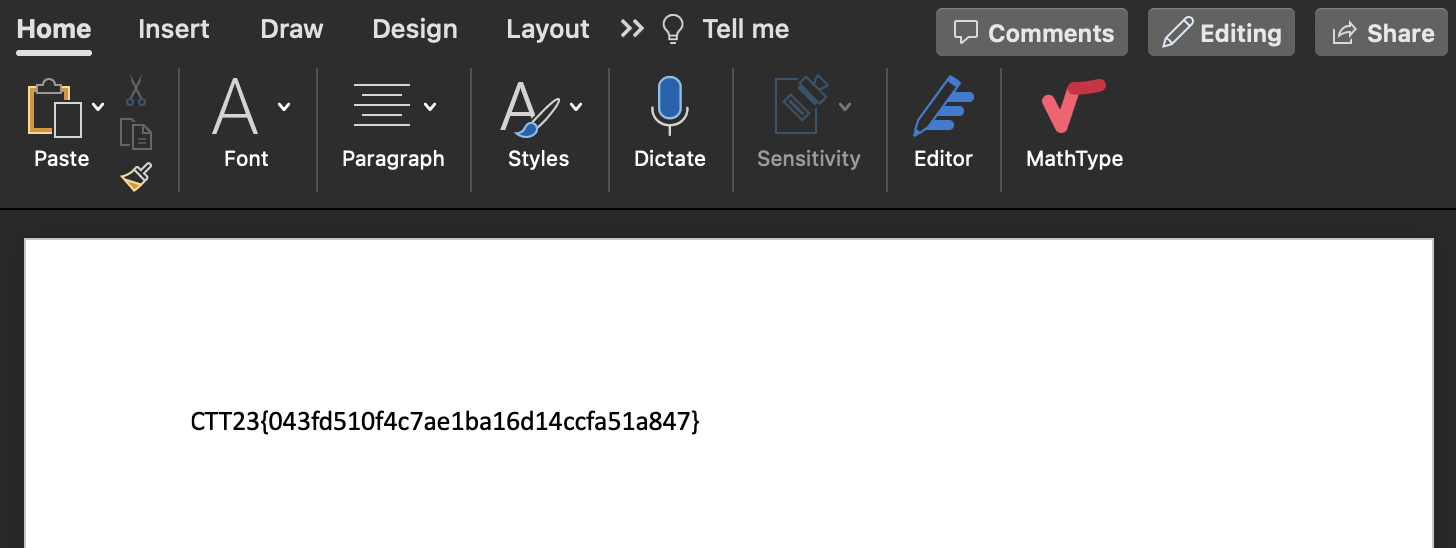 Home Insert Draw Design Layout >> Tell me Comments Editing Share
Paste Font Paragraph Styles Dictate Sensitivity Editor MathType
CTT23{043fd510f4c7ae1ba16d14ccfa51a847}